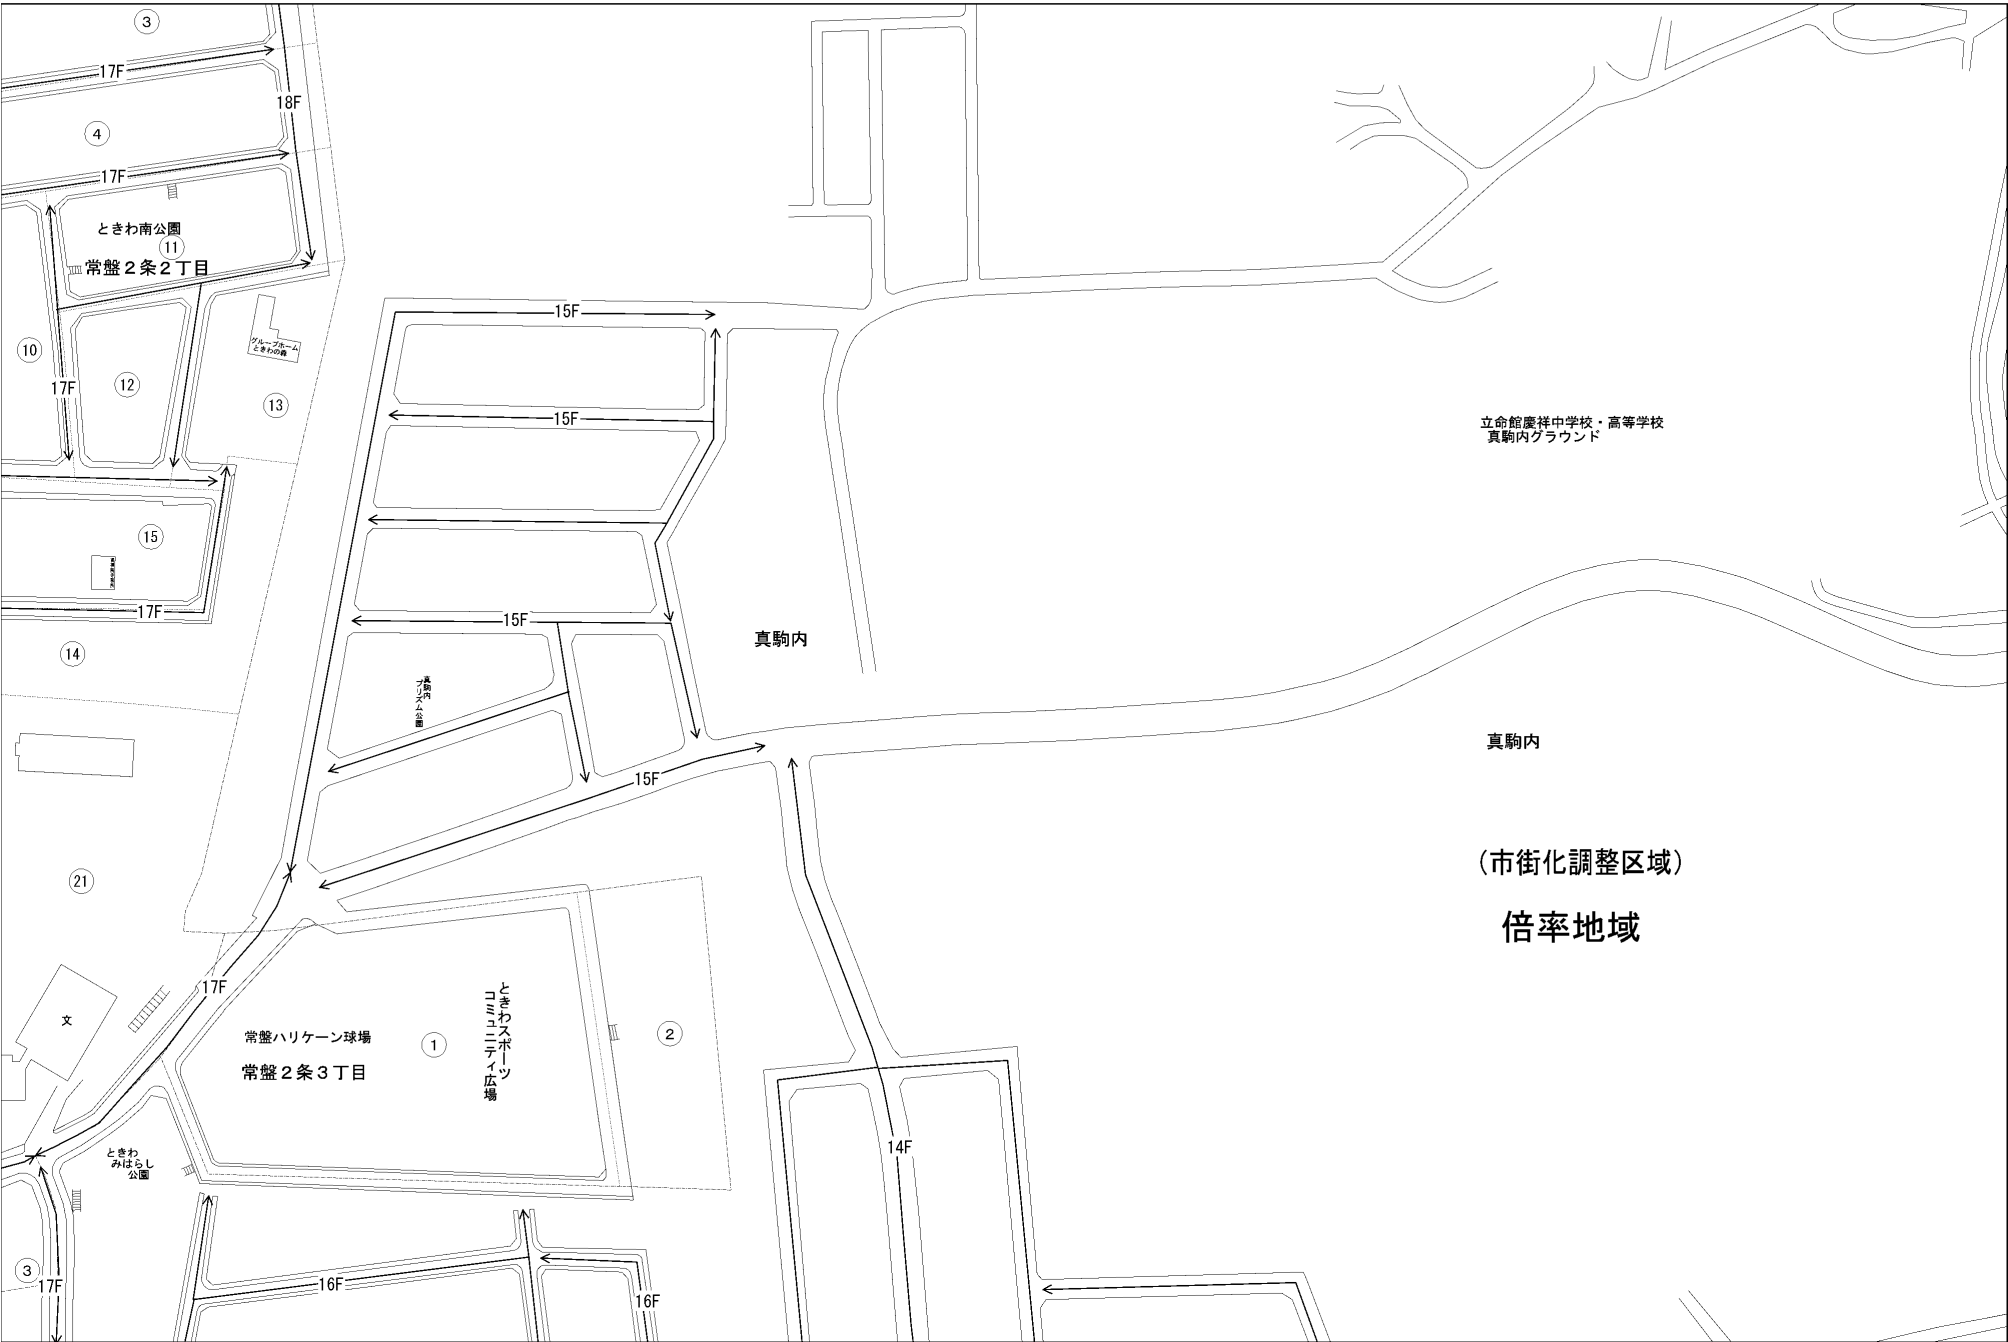 3
17F
18F
4
17F
ときわ南公園
11
常盤２条２丁目
15F
グループホーム
ときわの森
10
17F
12
13
15F
立命館慶祥中学校・高等学校
真駒内グラウンド
15
17F
15F
真駒内
14
真駒内
プリズム公園
真駒内
15F
（市街化調整区域）
21
倍率地域
17F
ときわスポーツ
コミュニティ広場
文
常盤ハリケーン球場
1
2
常盤２条３丁目
14F
ときわ
みはらし
公園
3
17F
16F
16F